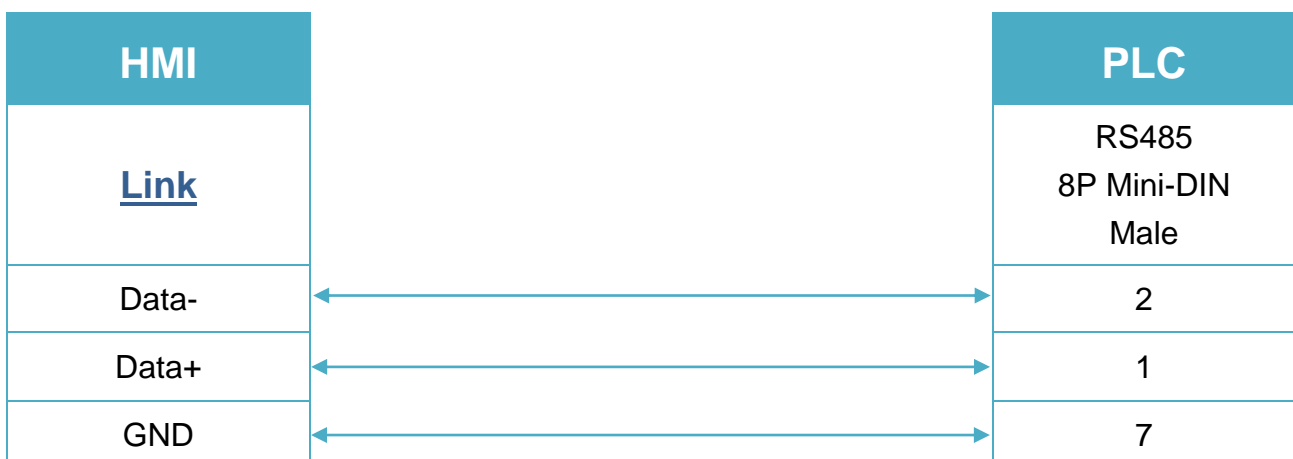 HMI PLC
Link RS485
8P Mini-DIN
Male
Data- 2
Data+ 1
GND 7